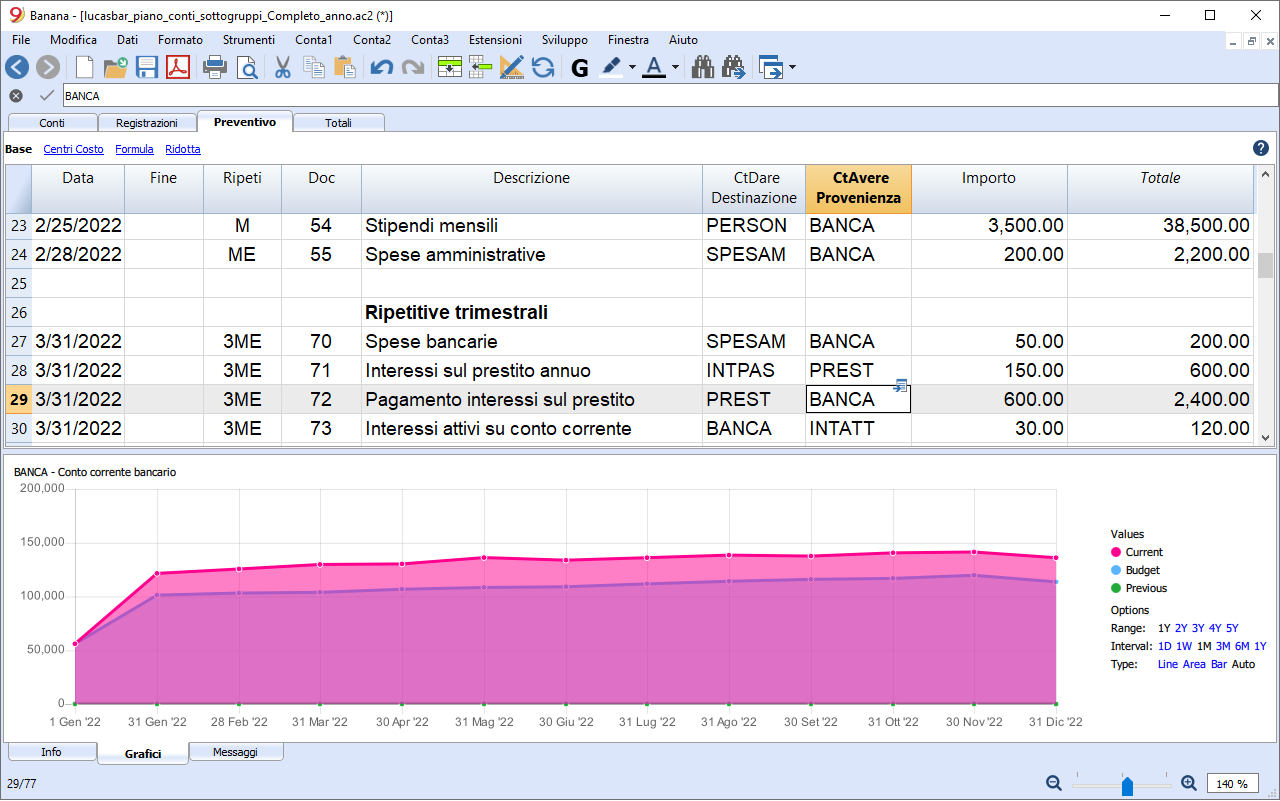 Banana - [lucasbar_piano_conti_sottogruppi_Completo_anno.ac2 (*)]
File Modifica Dati Formato Strumenti Conta1 Conta2 Conta3 Estensioni Sviluppo Finestra Aiuto
G A
BANCA
Conti Registrazioni Preventivo Totali
Base Centri Costo Formula Ridotta ?
Data Fine Ripeti Doc Descrizione CtDare CtAvere Importo Totale
Destinazione Provenienza
23 2/25/2022 M 54 Stipendi mensili PERSON BANCA 3,500.00 38,500.00
24 2/28/2022 ME 55 Spese amministrative SPESAM BANCA 200.00 2,200.00
25
26 Ripetitive trimestrali
27 3/31/2022 3ME 70 Spese bancarie SPESAM BANCA 50.00 200.00
28 3/31/2022 3ME 71 Interessi sul prestito annuo INTPAS PREST 150.00 600.00
29 3/31/2022 3ME 72 Pagamento interessi sul prestito PREST BANCA 600.00 2,400.00
30 3/31/2022 3ME 73 Interessi attivi su conto corrente BANCA INTATT 30.00 120.00
BANCA - Conto corrente bancario
200,000
150,000
100,000
50,000
0
1 Gen '22 31 Gen '22 28 Feb '22 31 Mar '22 30 Apr '22 31 Mag '22 30 Giu '22 31 Lug '22 31 Ago '22 30 Set '22 31 Ott '22 30 Nov '22 31 Dic '22
Values
Current
Budget
Previous
Options
Range: 1Y 2Y 3Y 4Y 5Y
Interval: 1D 1W 1M 3M 6M 1Y
Type: Line Area Bar Auto
Info Grafici Messaggi
29/77 140 %